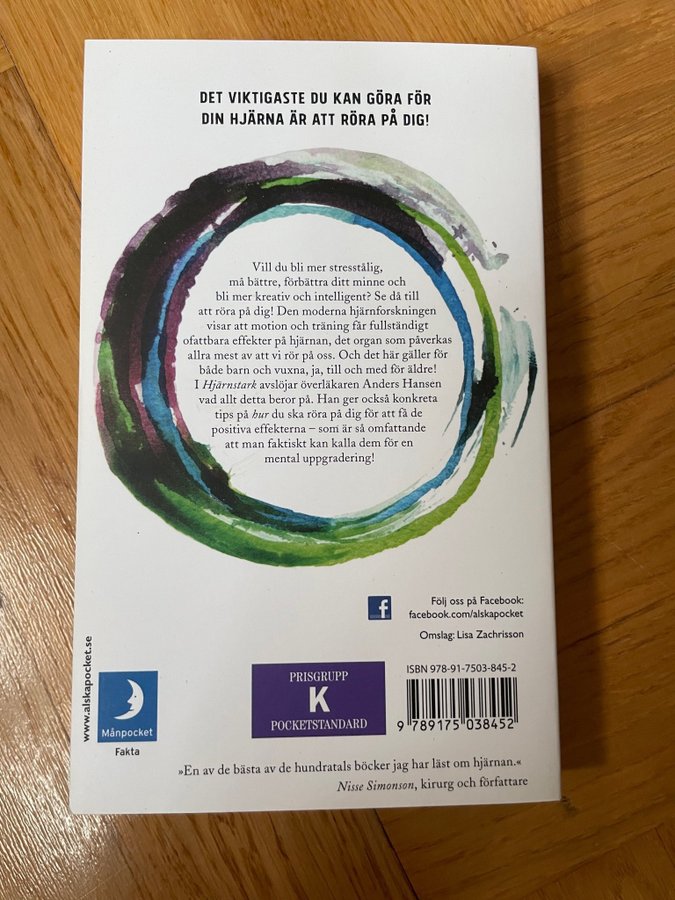 DET VIKTIGASTE DU KAN GÖRA FÖR
DIN HJÄRNA ÄR ATT RÖRA PÅ DIG!
Vill du bli mer stresstålig,
må bättre, förbättra ditt minne och
bli mer kreativ och intelligent? Se då till
att röra på dig! Den moderna hjärnforskningen
visar att motion och träning får fullständigt
ofattbara effekter på hjärnan, det organ som påverkas
allra mest av att vi rör på oss. Och det här gäller för
både barn och vuxna, ja, till och med för äldre!
I Hjärnstark avslöjar överläkaren Anders Hansen
vad allt detta beror på. Han ger också konkreta
tips på hur du ska röra på dig för att få de
positiva effekterna – som är så omfattande
att man faktiskt kan kalla dem för en
mental uppgradering!
f
Följ oss på Facebook:
facebook.com/alskapocket
Omslag: Lisa Zachrisson
www.alskapocket.se
Månpocket
Fakta
PRISGRUPP
K
POCKETSTANDARD
ISBN 978-91-7503-845-2
9 789175 038452
»En av de bästa av de hundratals böcker jag har läst om hjärnan.«
Nisse Simonson, kirurg och författare